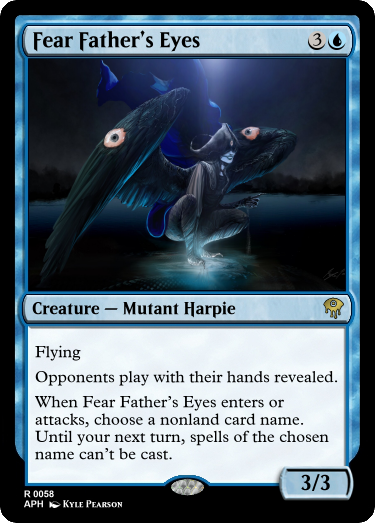 Fear Father's Eyes 3
Creature — Mutant Harpie
Flying
Opponents play with their hands revealed.
When Fear Father's Eyes enters or
attacks, choose a nonland card name.
Until your next turn, spells of the chosen
name can't be cast.
3/3
R 0058
APH Kyle Pearson